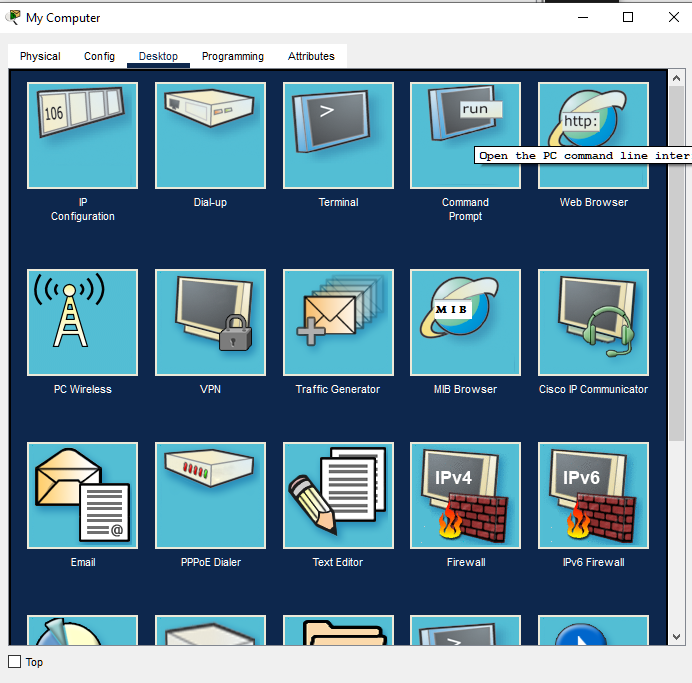 My Computer
Physical Config Desktop Programming Attributes
106
>
run
http:
Open the PC command line inter
IP
Configuration
Dial-up
Terminal
Command
Prompt
Web Browser
MIB
PC Wireless
VPN
Traffic Generator
MIB Browser
Cisco IP Communicator
@
IPv4
IPv6
Email
PPPoE Dialer
Text Editor
Firewall
IPv6 Firewall
>
Top